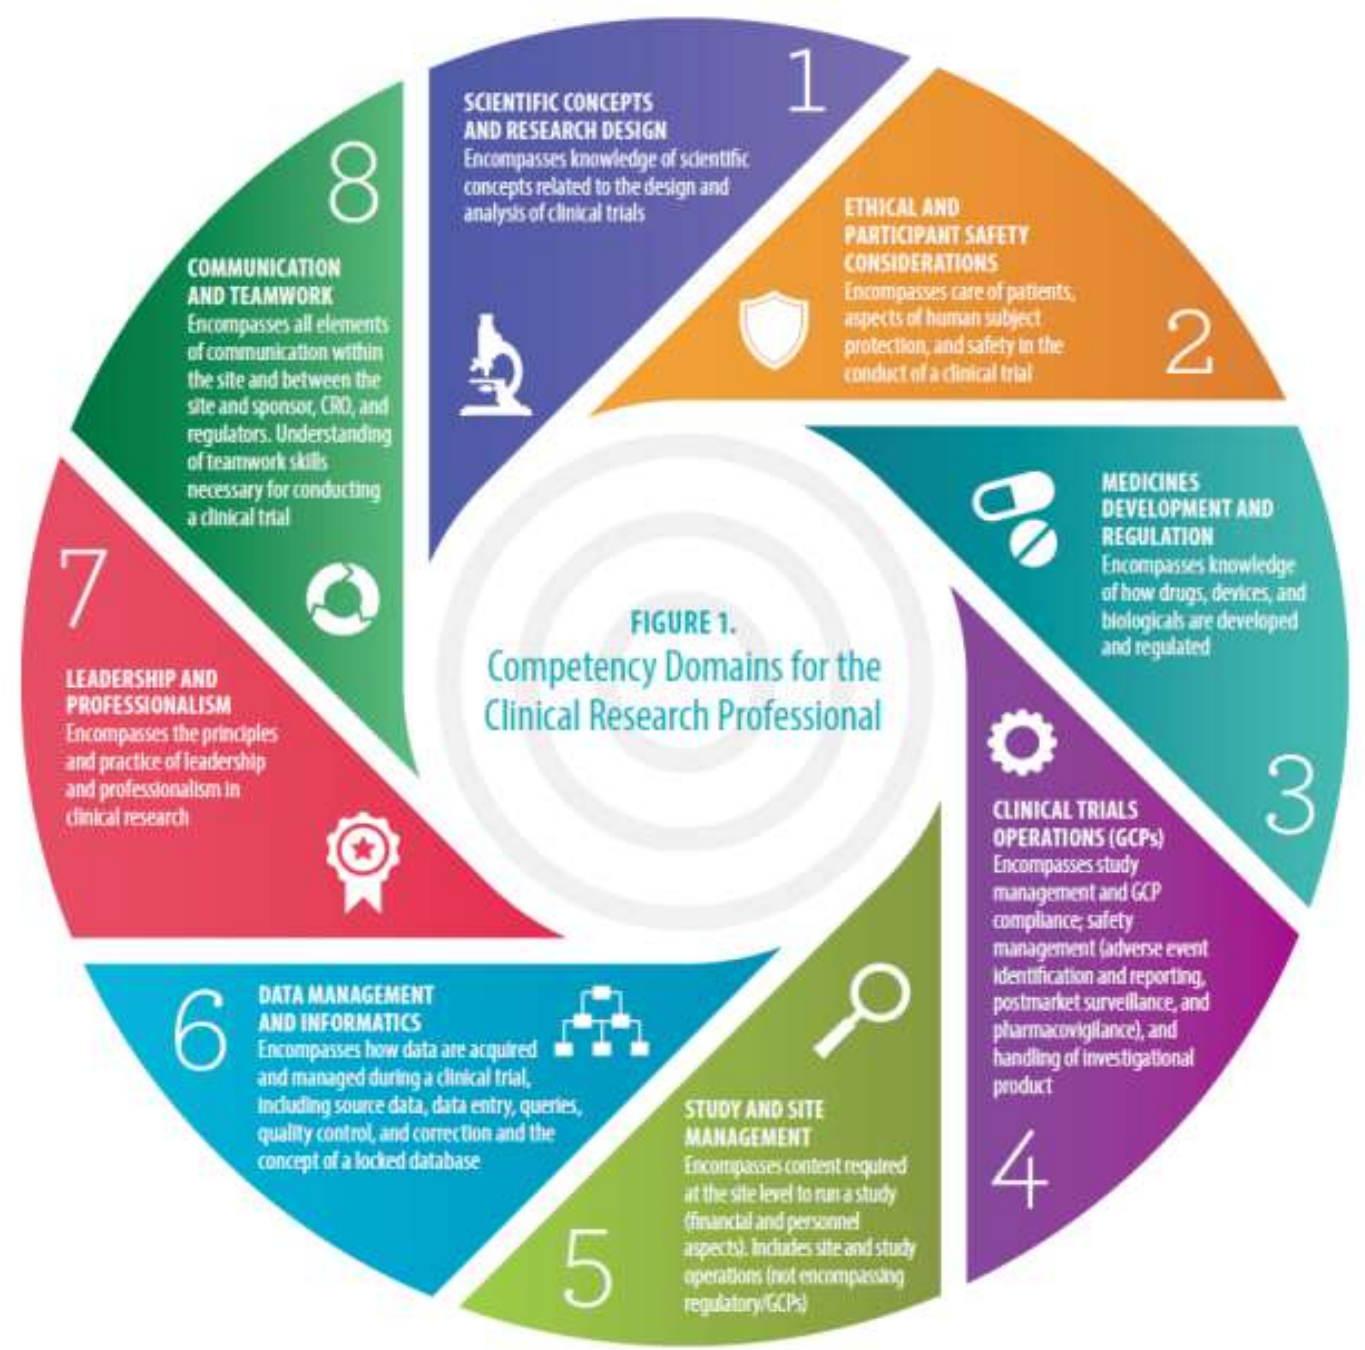 1
SCIENTIFIC CONCEPTS
AND RESEARCH DESIGN
Encompasses knowledge of scientific
concepts related to the design and
analysis of clinical trials
ETHICAL AND
PARTICIPANT SAFETY
CONSIDERATIONS
Encompasses care of patients,
aspects of human subject
protection, and safety in the
conduct of a clinical trial
2
MEDICINES
DEVELOPMENT AND
REGULATION
Encompasses knowledge
of how drugs, devices, and
biologicals are developed
and regulated
3
CLINICAL TRIALS
OPERATIONS (GCPs)
Encompasses study
management and GCP
compliance; safety
management (adverse event
identification and reporting,
postmarket surveillance, and
pharmacovigilance), and
handling of investigational
product
4
STUDY AND SITE
MANAGEMENT
Encompasses content required
at the site level to run a study
(financial and personnel
aspects). Includes site and study
operations (not encompassing
regulatory/GCPs)
5
6
DATA MANAGEMENT
AND INFORMATICS
Encompasses how data are acquired
and managed during a clinical trial,
including source data, data entry, queries,
quality control, and correction and the
concept of a locked database
7
LEADERSHIP AND
PROFESSIONALISM
Encompasses the principles
and practice of leadership
and professionalism in
clinical research
8
COMMUNICATION
AND TEAMWORK
Encompasses all elements
of communication within
the site and between the
site and sponsor, CRO, and
regulators. Understanding
of teamwork skills
necessary for conducting
a clinical trial
FIGURE 1.
Competency Domains for the
Clinical Research Professional